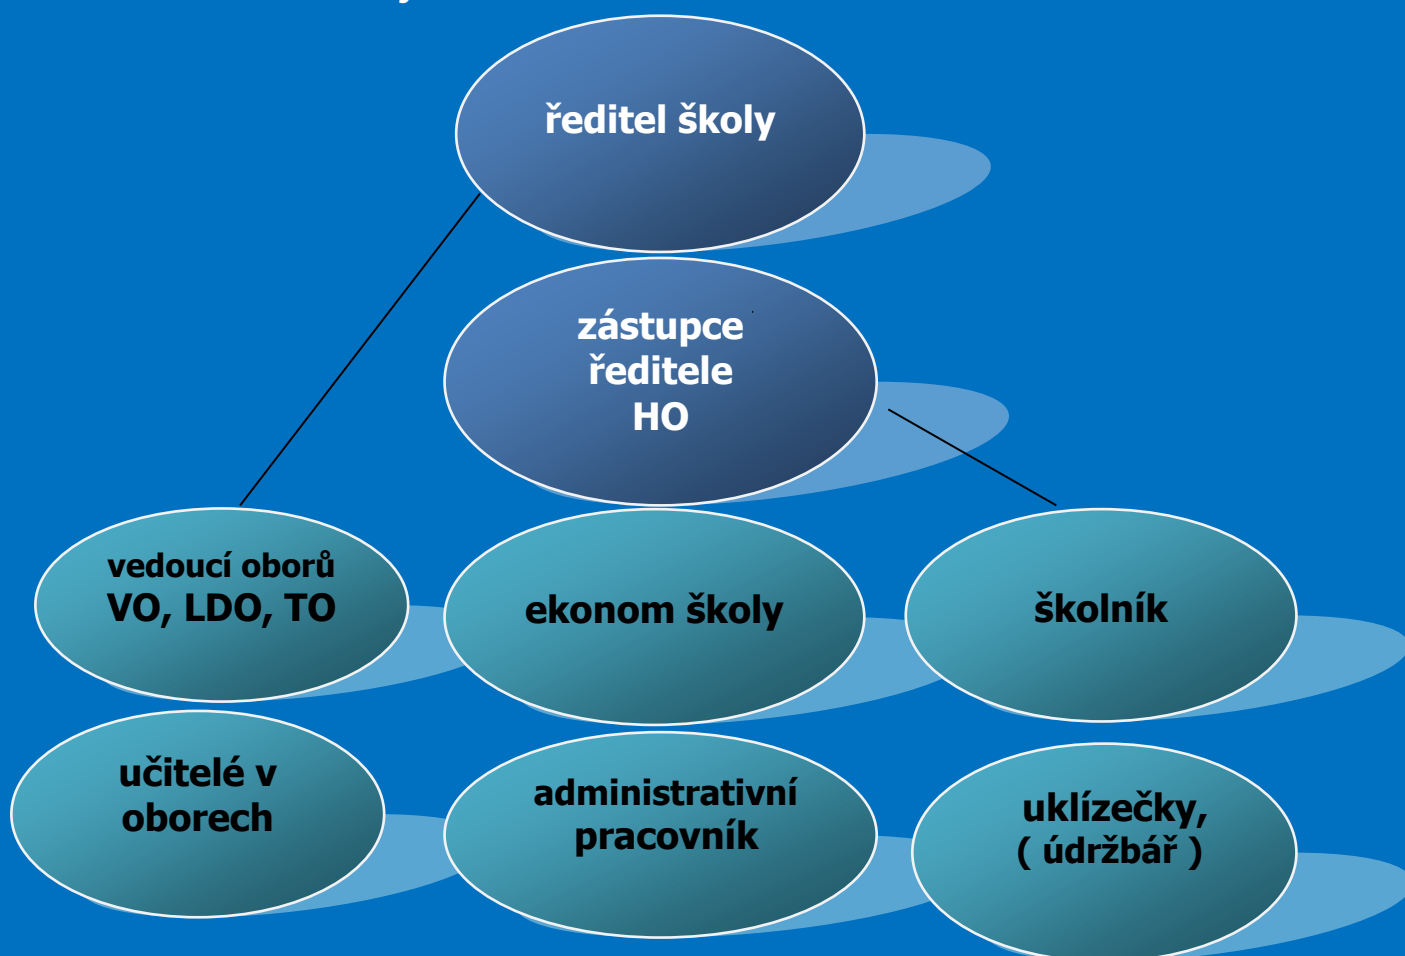 ředitel školy
zástupce
ředitele
HO
vedoucí oborů
VO, LDO, TO
ekonom školy
školník
učitelé v
oborech
administrativní
pracovník
uklízečky,
( údržbář )